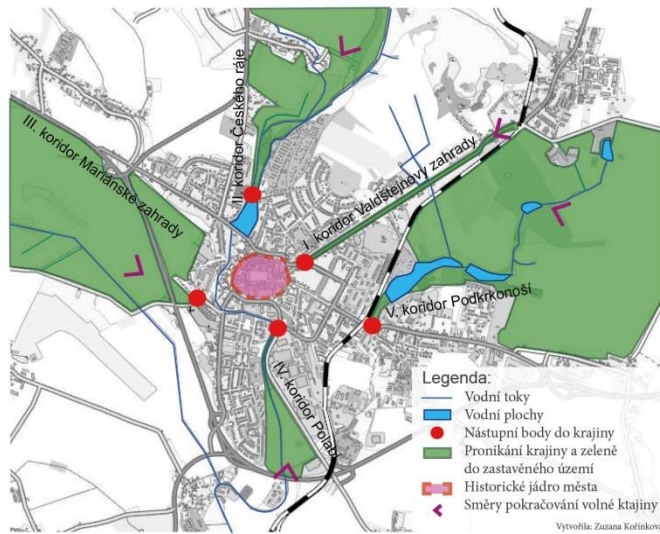 II. koridor Českého ráje
III. koridor Mariánské zahrady
I. koridor Valdštejnovy zahrady
V. koridor Podkrkonoší
IV. koridor Polabí
Legenda:
Vodní toky
Vodní plochy
Nástupní body do krajiny
Pronikání krajiny a zeleně
do zastavěného území
Historické jádro města
Směry pokračování volné ktajiny
Vytvořila: Zuzana Kořínková